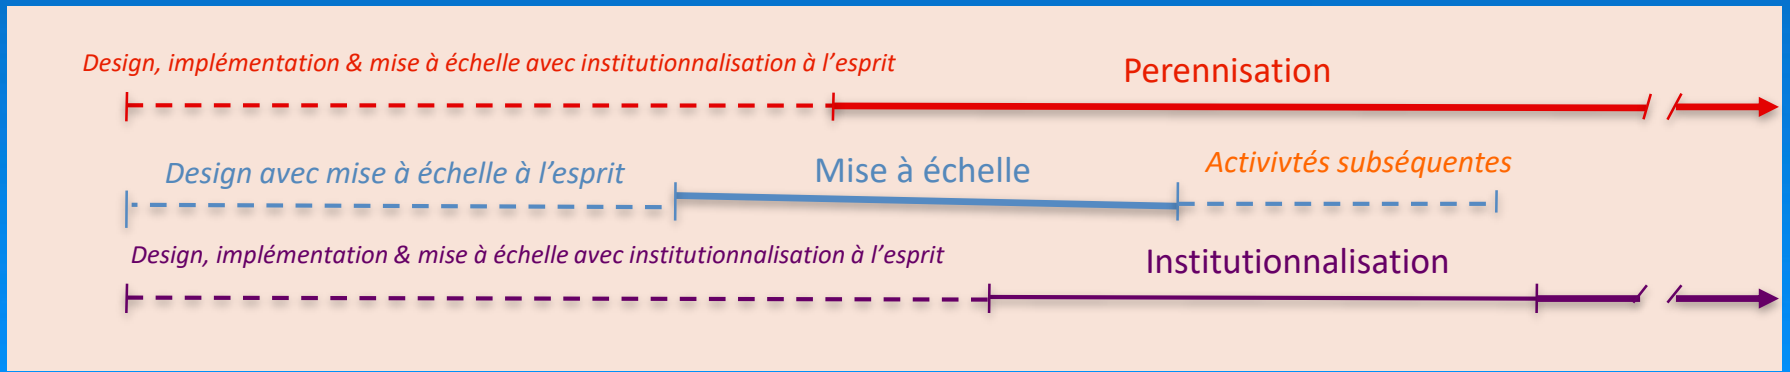 Design, implémentation & mise à échelle avec institutionnalisation à l’esprit
Perennisation
Design avec mise à échelle à l’esprit
Mise à échelle
Activivtés subséquentes
Design, implémentation & mise à échelle avec institutionnalisation à l’esprit
Institutionnalisation